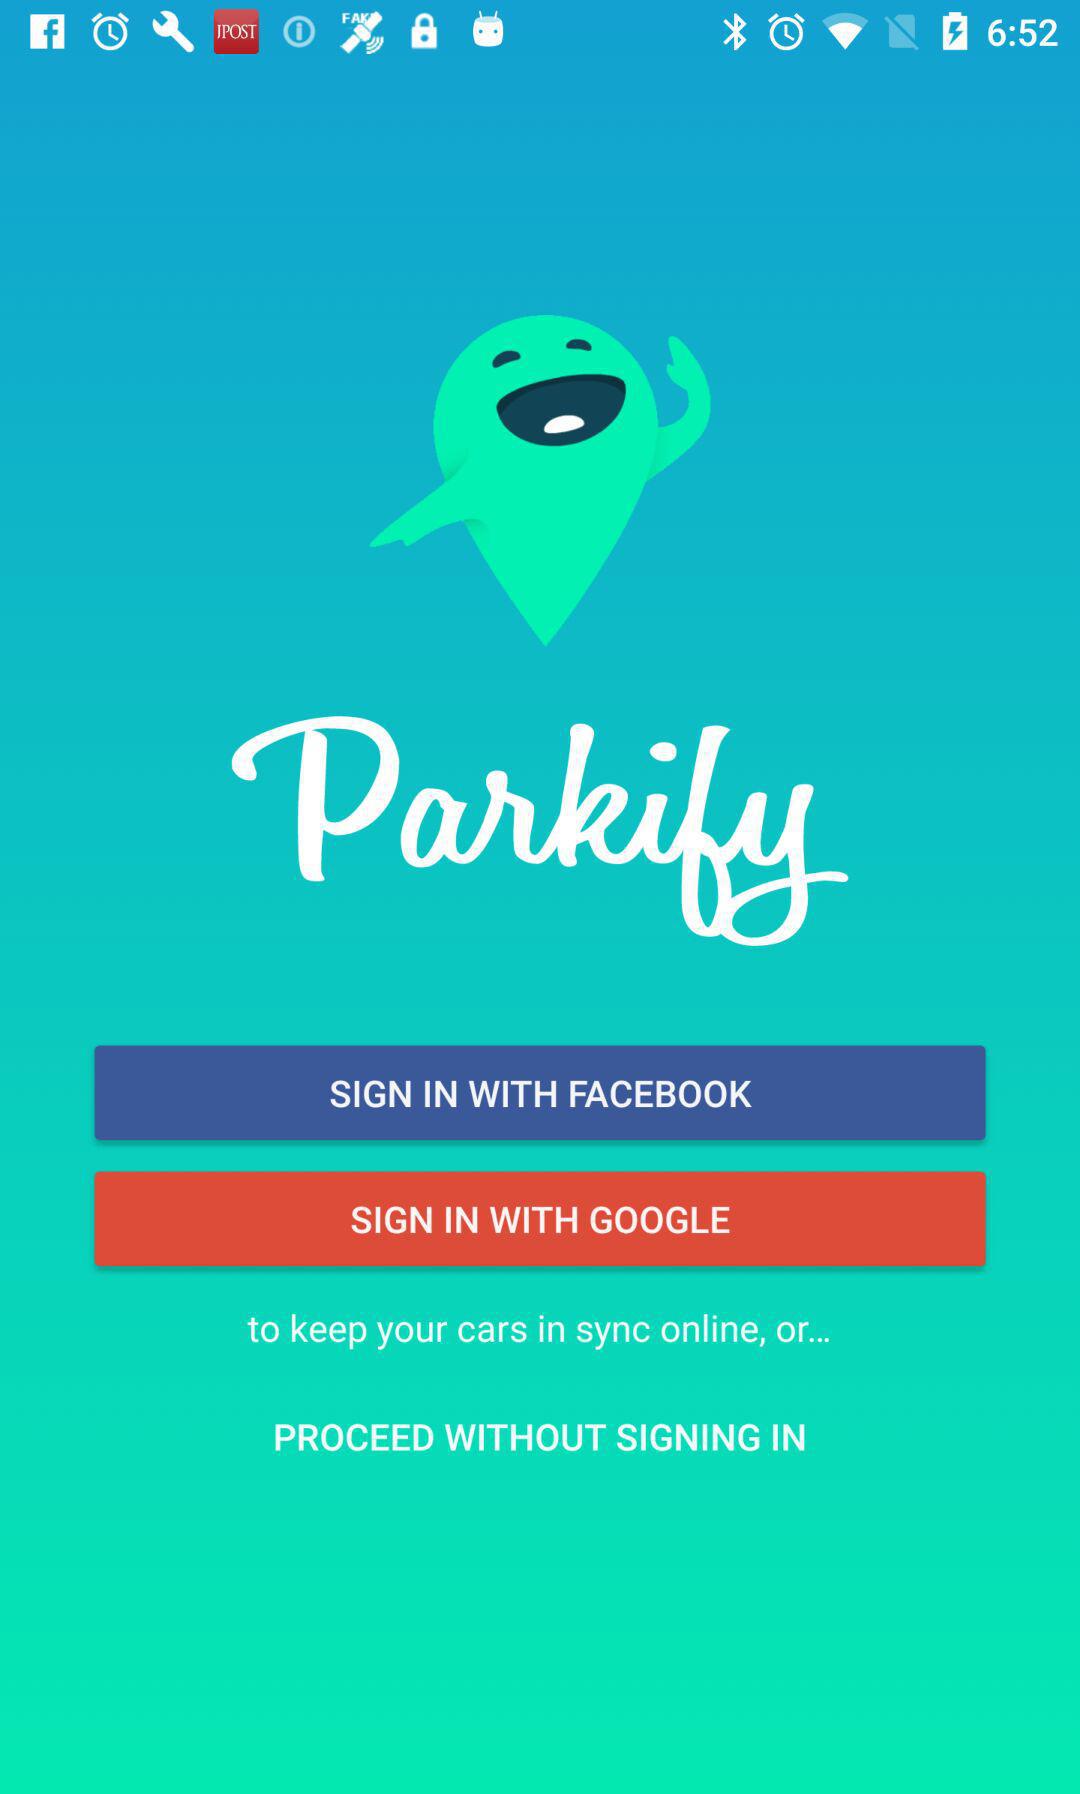 JPOST FAKE 6:52
Parkify
SIGN IN WITH FACEBOOK
SIGN IN WITH GOOGLE
to keep your cars in sync online, or...
PROCEED WITHOUT SIGNING IN